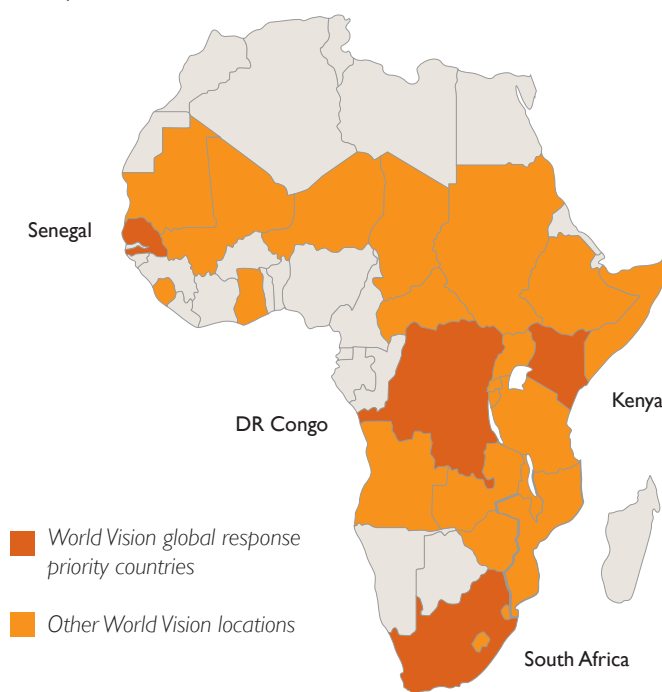 Senegal
Kenya
DR Congo
World Vision global response
priority countries
Other World Vision locations
South Africa